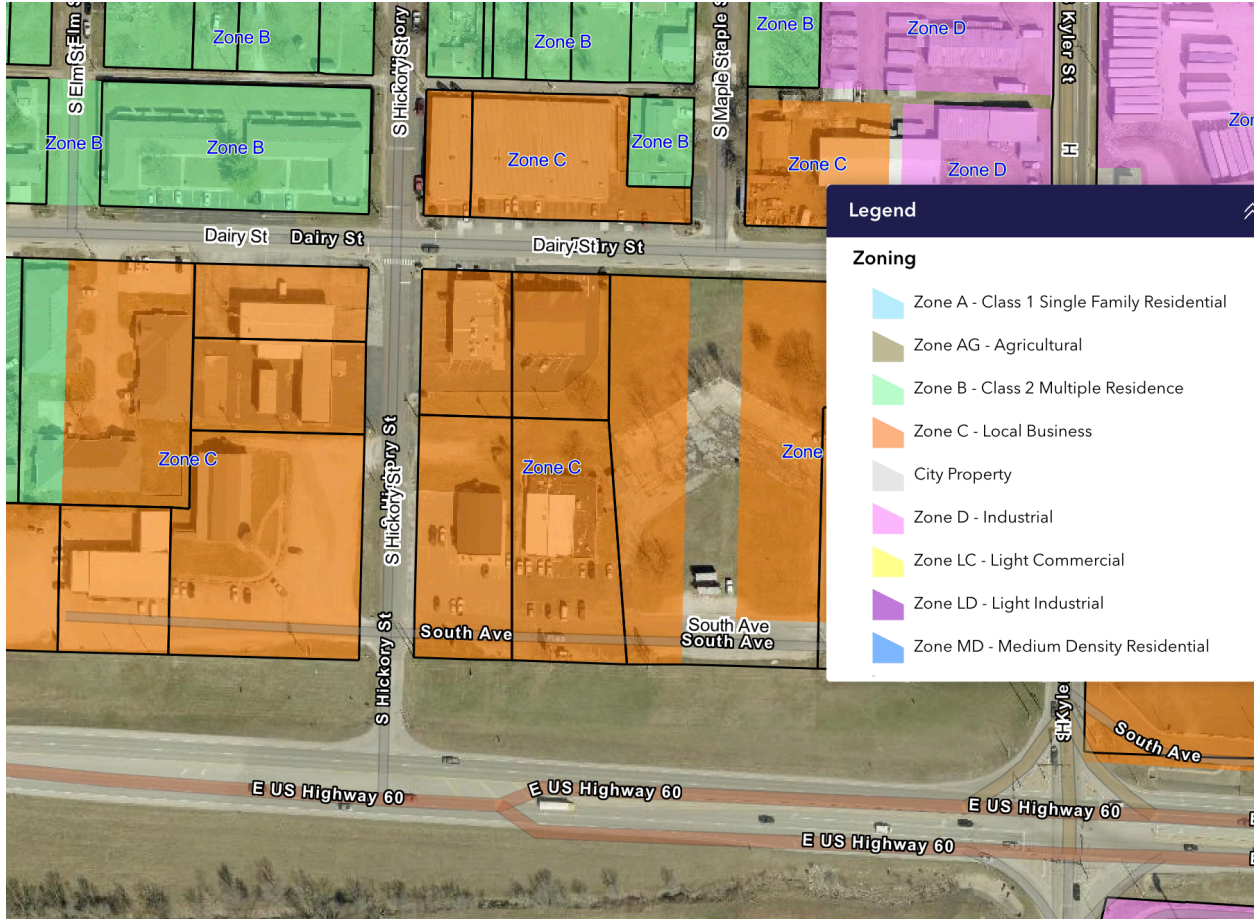 Zone B
Zone B
Zone D
S Elm St
S Hickory St
S Maple St
Kyler St
H
Zone B
Zone B
Zone C
Zone B
Zone C
Zone D
Dairy St
Dairy St
Dairy St
Legend
Zoning
Zone A - Class 1 Single Family Residential
Zone AG - Agricultural
Zone B - Class 2 Multiple Residence
Zone C - Local Business
City Property
Zone D - Industrial
Zone LC - Light Commercial
Zone LD - Light Industrial
Zone MD - Medium Density Residential
Zone C
Zone C
Zone
S Hickory St
South Ave
South Ave
South Ave
S Hickory St
Kyler
South Ave
E US Highway 60
E US Highway 60
E US Highway 60
E US Highway 60